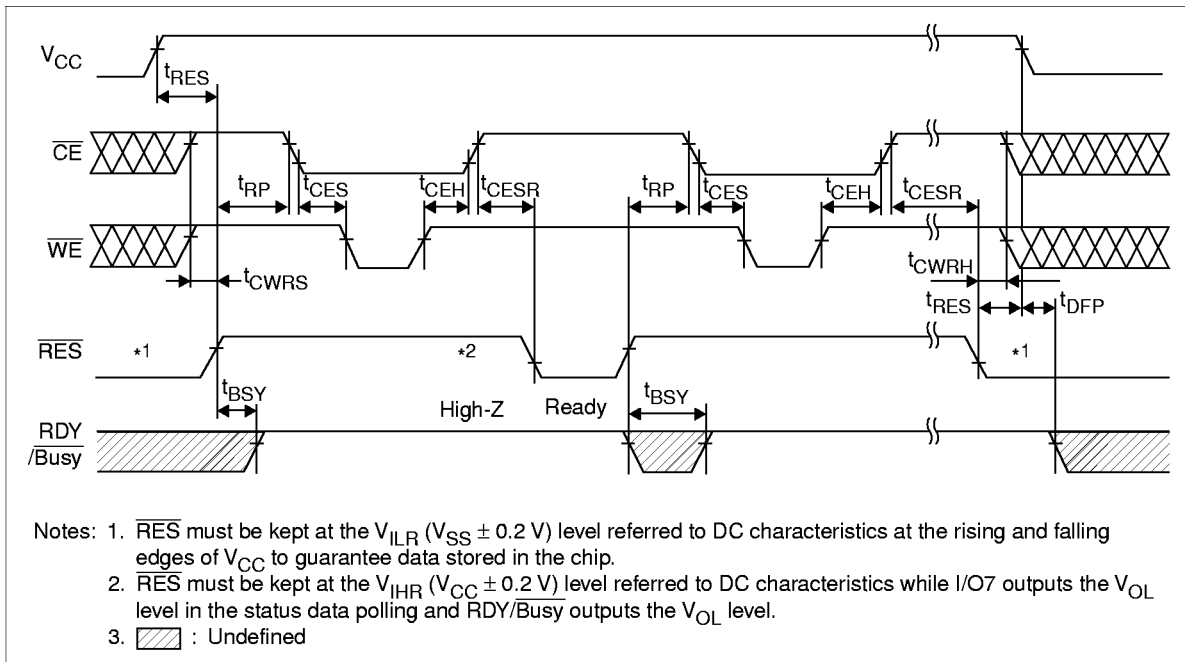 VCC
tRES
CE
tRP
tCES
tCEH
tCESR
tRP
tCES
tCEH
tCESR
WE
tCWRS
tCWRH
tRES
tDFP
RES
*1
*2
*1
tBSY
High-Z
Ready
tBSY
RDY
/Busy
Notes: 1. RES must be kept at the VILR (VSS ± 0.2 V) level referred to DC characteristics at the rising and falling
edges of VCC to guarantee data stored in the chip.
2. RES must be kept at the VIHR (VCC ± 0.2 V) level referred to DC characteristics while I/O7 outputs the VOL
level in the status data polling and RDY/Busy outputs the VOL level.
3. : Undefined